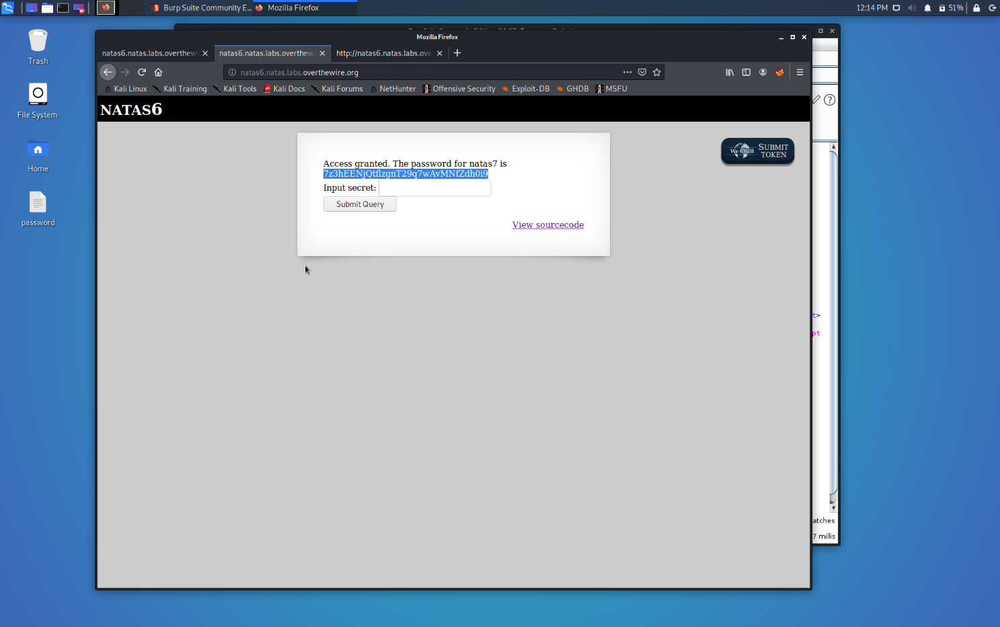 Burp Suite Community E...
Mozilla Firefox
12:14 PM
51%
Trash
File System
Home
password
Mozilla Firefox
natas6.natas.labs.overthew
natas6.natas.labs.overthew
http://natas6.natas.labs.ove
natas6.natas.labs.overthewire.org
Kali Linux
Kali Training
Kali Tools
Kali Docs
Kali Forums
NetHunter
Offensive Security
Exploit-DB
GHDB
MSFU
NATAS6
Access granted. The password for natas7 is
7z3hEENjQtflzgnT29q7wAvMNfZdh0i9
Input secret:
Submit Query
View sourcecode
We Chall
SUBMIT
TOKEN
t>
pt
atches
7 millis